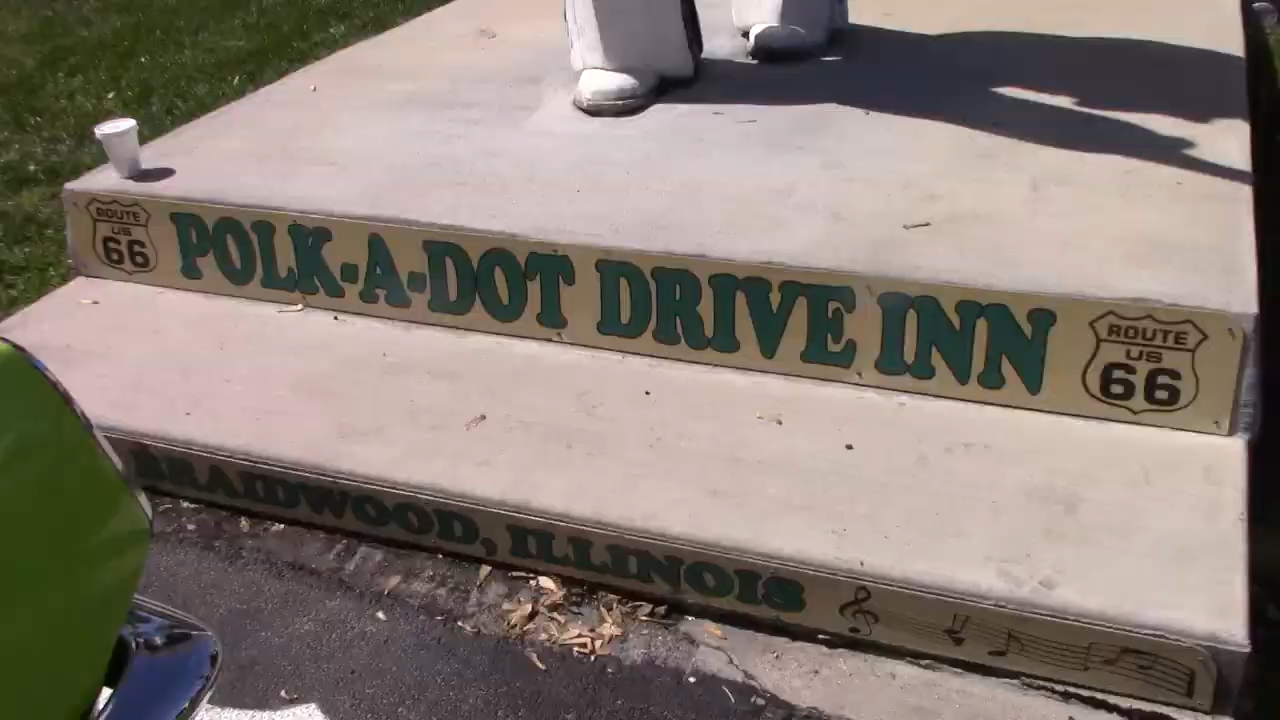 ROUTE
US
66
POLK-A-DOT DRIVE INN
ROUTE
US
66
BRAIDWOOD, ILLINOIS